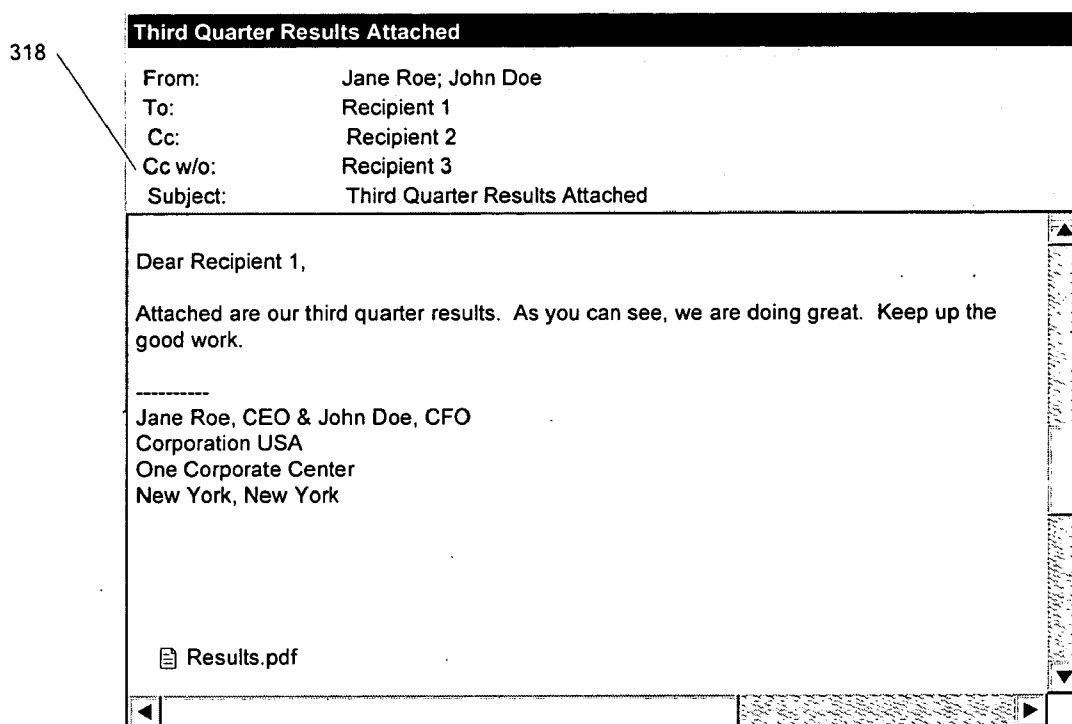 Third Quarter Results Attached
318
From: Jane Roe; John Doe
To: Recipient 1
Cc: Recipient 2
Cc w/o: Recipient 3
Subject: Third Quarter Results Attached
Dear Recipient 1,
Attached are our third quarter results. As you can see, we are doing great. Keep up the
good work.
----------
Jane Roe, CEO & John Doe, CFO
Corporation USA
One Corporate Center
New York, New York
Results.pdf